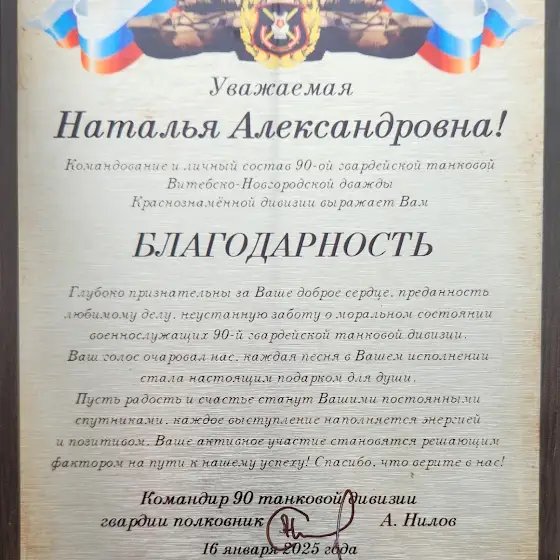 Уважаемая
Наталья Александровна!
Командование и личный состав 90-ой гвардейской танковой
Витебско-Новгородской дважды
Краснознамённой дивизии выражает Вам
БЛАГОДАРНОСТЬ
Глубоко признательны за Ваше доброе сердце, преданность
любимому делу, неустанную заботу о моральном состоянии
военнослужащих 90-й гвардейской танковой дивизии.
Ваш голос очаровал нас, каждая песня в Вашем исполнении
стала настоящим подарком для души.
Пусть радость и счастье станут Вашими постоянными
спутниками, каждое выступление наполняется энергией
и позитивом. Ваше активное участие становятся решающим
фактором на пути к нашему успеху! Спасибо, что верите в нас!
Командир 90 танковой дивизии
гвардии полковник А. Нилов
16 января 2025 года